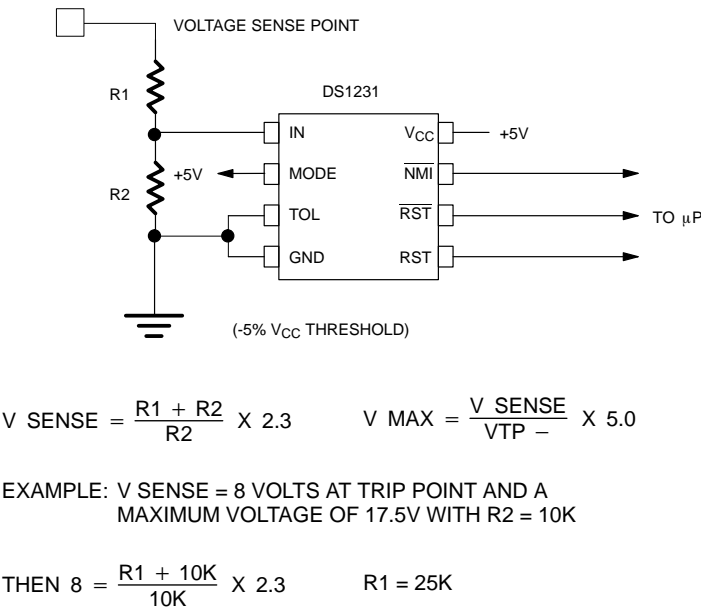 VOLTAGE SENSE POINT
R1
DS1231
IN
VCC
+5V
+5V
MODE
NMI
R2
TOL
RST
TO µP
GND
RST
(-5% VCC THRESHOLD)
V SENSE = R1 + R2 / R2 X 2.3
V MAX = V SENSE / VTP – X 5.0
EXAMPLE: V SENSE = 8 VOLTS AT TRIP POINT AND A
MAXIMUM VOLTAGE OF 17.5V WITH R2 = 10K
THEN 8 = R1 + 10K / 10K X 2.3
R1 = 25K